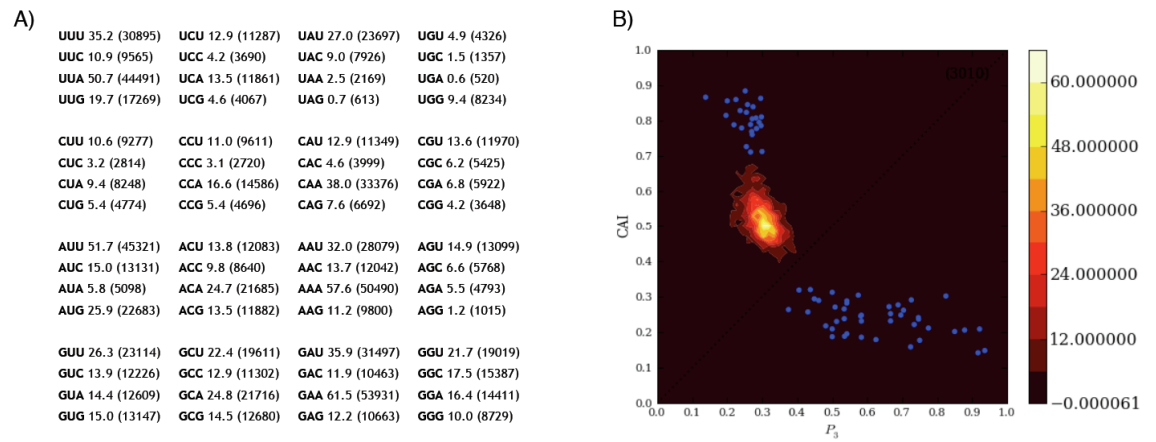 A)
UUU 35.2 (30895) UCU 12.9 (11287) UAU 27.0 (23697) UGU 4.9 (4326)
UUC 10.9 (9565) UCC 4.2 (3690) UAC 9.0 (7926) UGC 1.5 (1357)
UUA 50.7 (44491) UCA 13.5 (11861) UAA 2.5 (2169) UGA 0.6 (520)
UUG 19.7 (17269) UCG 4.6 (4067) UAG 0.7 (613) UGG 9.4 (8234)
CUU 10.6 (9277) CCU 11.0 (9611) CAU 12.9 (11349) CGU 13.6 (11970)
CUC 3.2 (2814) CCC 3.1 (2720) CAC 4.6 (3999) CGC 6.2 (5425)
CUA 9.4 (8248) CCA 16.6 (14586) CAA 38.0 (33376) CGA 6.8 (5922)
CUG 5.4 (4774) CCG 5.4 (4696) CAG 7.6 (6692) CGG 4.2 (3648)
AUU 51.7 (45321) ACU 13.8 (12083) AAU 32.0 (28079) AGU 14.9 (13099)
AUC 15.0 (13131) ACC 9.8 (8640) AAC 13.7 (12042) AGC 6.6 (5768)
AUA 5.8 (5098) ACA 24.7 (21685) AAA 57.6 (50490) AGA 5.5 (4793)
AUG 25.9 (22683) ACG 13.5 (11882) AAG 11.2 (9800) AGG 1.2 (1015)
GUU 26.3 (23114) GCU 22.4 (19611) GAU 35.9 (31497) GGU 21.7 (19019)
GUC 13.9 (12226) GCC 12.9 (11302) GAC 11.9 (10463) GGC 17.5 (15387)
GUA 14.4 (12609) GCA 24.8 (21716) GAA 61.5 (53931) GGA 16.4 (14411)
GUG 15.0 (13147) GCG 14.5 (12680) GAG 12.2 (10663) GGG 10.0 (8729)
B)
(3010)
CAI
1.0
0.9
0.8
0.7
0.6
0.5
0.4
0.3
0.2
0.1
0.0
0.0 0.1 0.2 0.3 0.4 0.5 0.6 0.7 0.8 0.9 1.0
P₃
60.000000
48.000000
36.000000
24.000000
12.000000
−0.000061